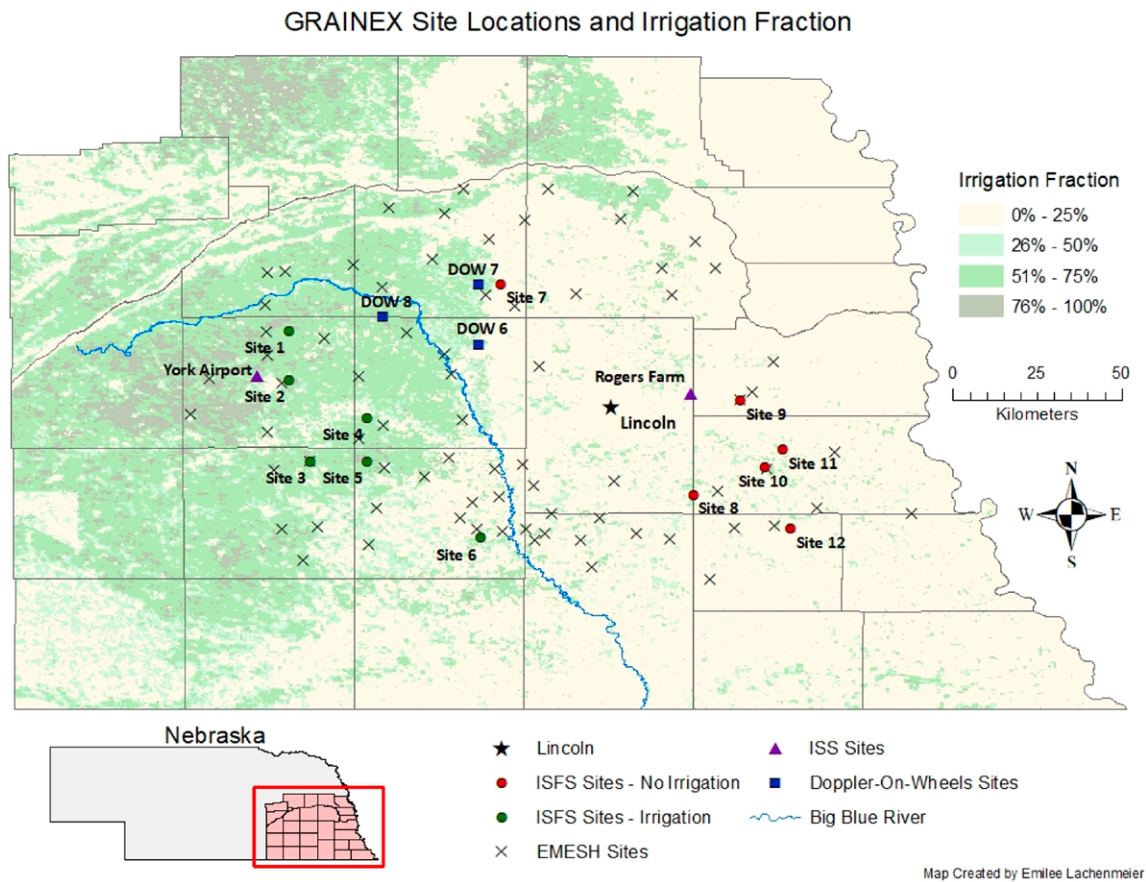 GRAINEX Site Locations and Irrigation Fraction
Irrigation Fraction
0% - 25%
26% - 50%
51% - 75%
76% - 100%
0 25 50
Kilometers
N
W E
S
DOW 7
Site 7
DOW 8
DOW 6
Site 1
York Airport
Site 2
Rogers Farm
Lincoln
Site 9
Site 4
Site 11
Site 3
Site 5
Site 10
Site 8
Site 12
Site 6
Nebraska
Lincoln
ISFS Sites - No Irrigation
ISFS Sites - Irrigation
EMESH Sites
ISS Sites
Doppler-On-Wheels Sites
Big Blue River
Map Created by Emilee Lachenmeier